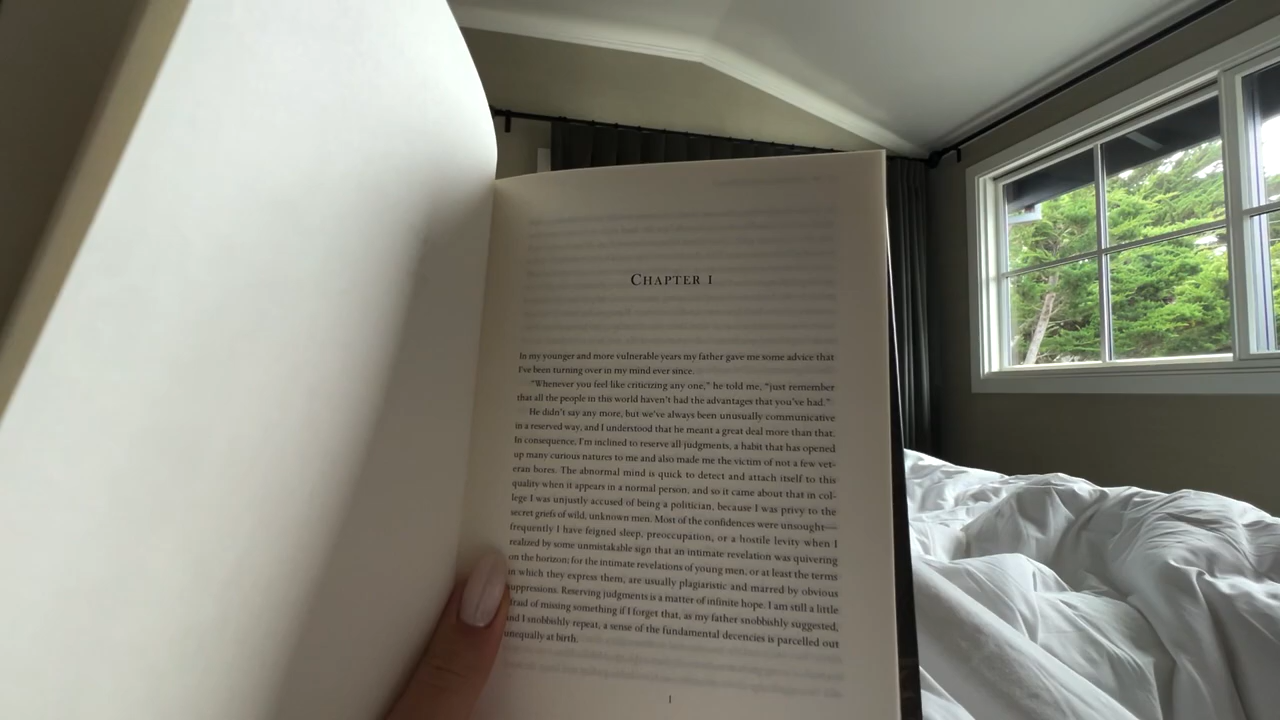 CHAPTER I
In my younger and more vulnerable years my father gave me some advice that
I've been turning over in my mind ever since.
"Whenever you feel like criticizing any one," he told me, "just remember
that all the people in this world haven't had the advantages that you've had."
He didn't say any more, but we've always been unusually communicative
in a reserved way, and I understood that he meant a great deal more than that.
In consequence, I'm inclined to reserve all judgments, a habit that has opened
up many curious natures to me and also made me the victim of not a few vet-
eran bores. The abnormal mind is quick to detect and attach itself to this
quality when it appears in a normal person, and so it came about that in col-
lege I was unjustly accused of being a politician, because I was privy to the
secret griefs of wild, unknown men. Most of the confidences were unsought—
frequently I have feigned sleep, preoccupation, or a hostile levity when I
realized by some unmistakable sign that an intimate revelation was quivering
on the horizon; for the intimate revelations of young men, or at least the terms
in which they express them, are usually plagiaristic and marred by obvious
suppressions. Reserving judgments is a matter of infinite hope. I am still a little
afraid of missing something if I forget that, as my father snobbishly suggested,
and I snobbishly repeat, a sense of the fundamental decencies is parcelled out
unequally at birth.
1